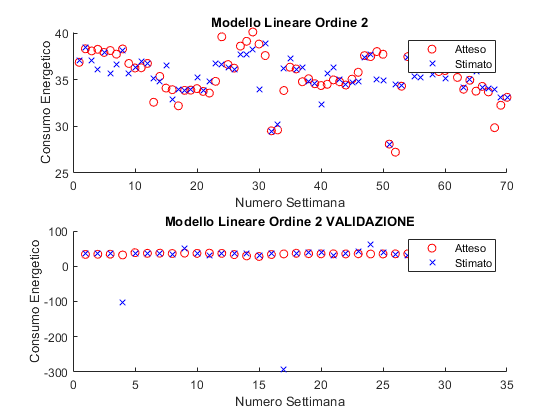 Modello Lineare Ordine 2
40
35
30
25
Consumo Energetico
Atteso
Stimato
0 10 20 30 40 50 60 70
Numero Settimana
Modello Lineare Ordine 2 VALIDAZIONE
100
0
-100
-200
-300
Consumo Energetico
Atteso
Stimato
0 5 10 15 20 25 30 35
Numero Settimana